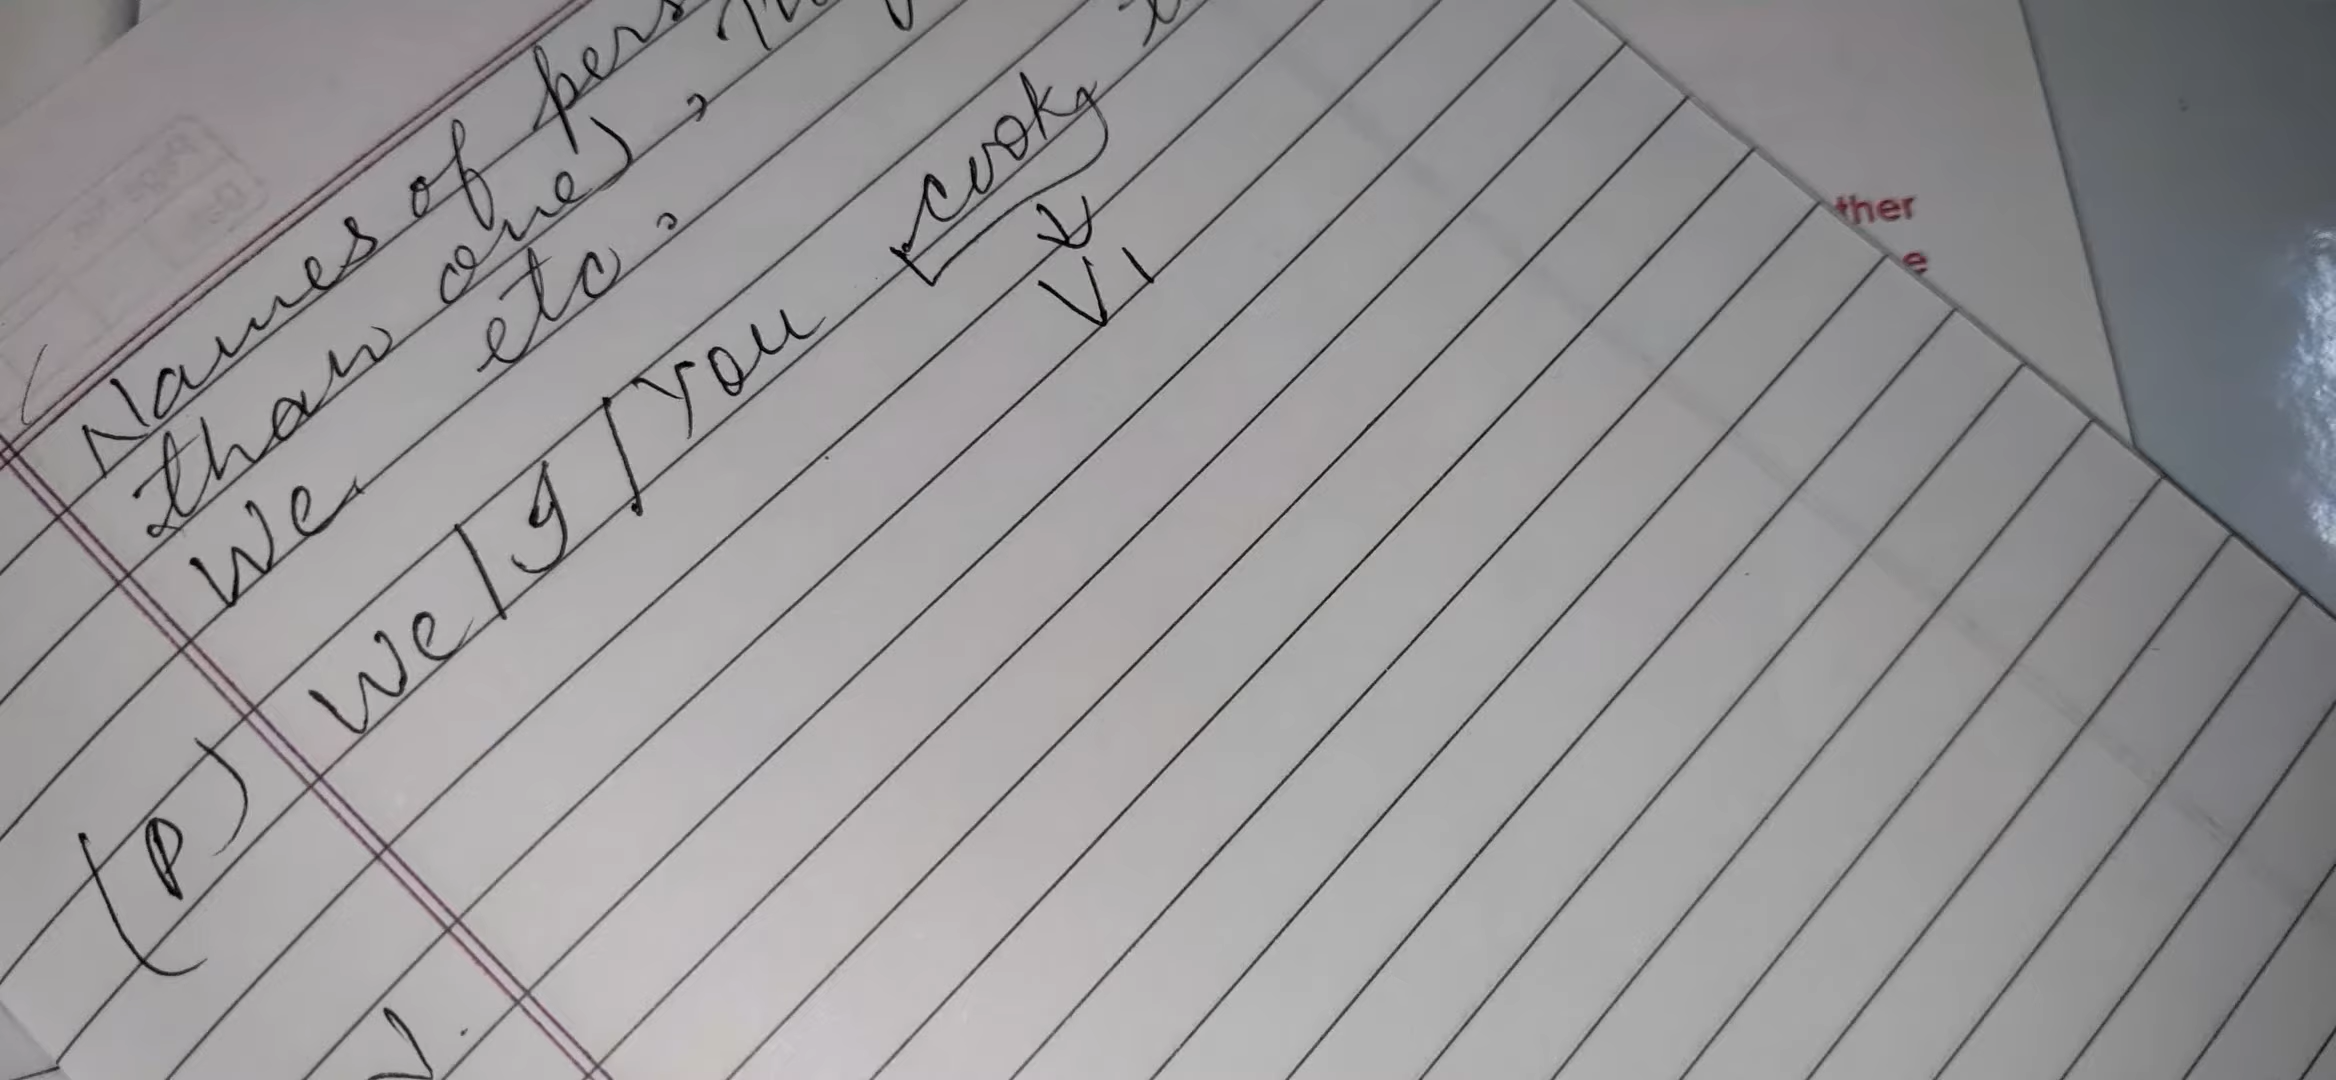 Names of pers
than one),
We etc.
(P) We/I/You cook
V1
ther
e